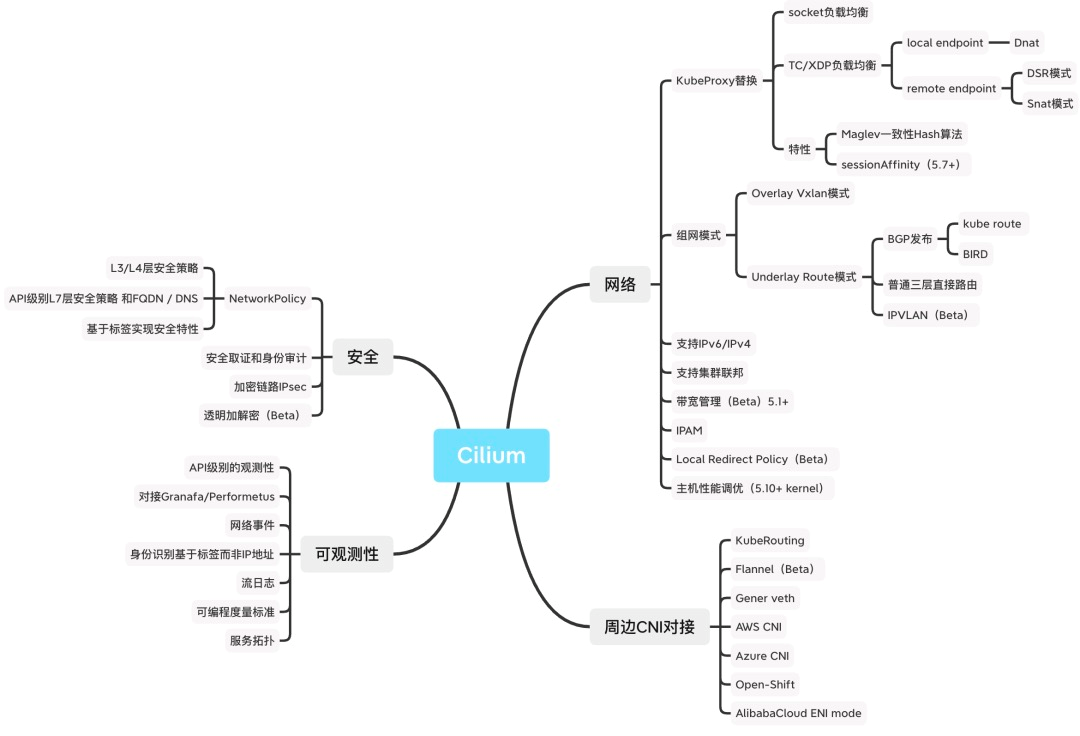 Cilium
网络
KubeProxy替换
socket负载均衡
TC/XDP负载均衡
local endpoint
Dnat
remote endpoint
DSR模式
Snat模式
特性
Maglev一致性Hash算法
sessionAffinity（5.7+）
组网模式
Overlay Vxlan模式
Underlay Route模式
BGP发布
kube route
BIRD
普通三层直接路由
IPVLAN（Beta）
支持IPv6/IPv4
支持集群联邦
带宽管理（Beta）5.1+
IPAM
Local Redirect Policy（Beta）
主机性能调优（5.10+ kernel）
周边CNI对接
KubeRouting
Flannel（Beta）
Gener veth
AWS CNI
Azure CNI
Open-Shift
AlibabaCloud ENI mode
安全
NetworkPolicy
L3/L4层安全策略
API级别L7层安全策略 和FQDN / DNS
基于标签实现安全特性
安全取证和身份审计
加密链路IPsec
透明加解密（Beta）
可观测性
API级别的观测性
对接Granafa/Performetus
网络事件
身份识别基于标签而非IP地址
流日志
可编程度量标准
服务拓扑